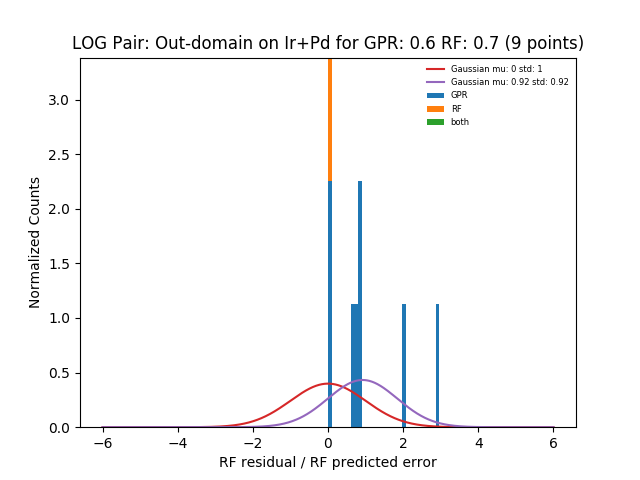 LOG Pair: Out-domain on Ir+Pd for GPR: 0.6 RF: 0.7 (9 points)
Gaussian mu: 0 std: 1
Gaussian mu: 0.92 std: 0.92
GPR
RF
both
Normalized Counts
3.0
2.5
2.0
1.5
1.0
0.5
0.0
−6 −4 −2 0 2 4 6
RF residual / RF predicted error